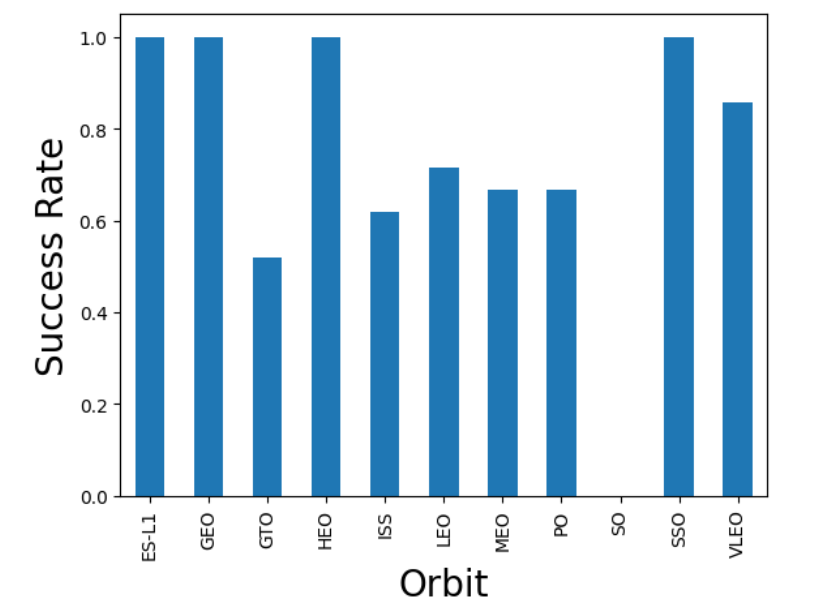 Success Rate
1.0
0.8
0.6
0.4
0.2
0.0
ES-L1
GEO
GTO
HEO
ISS
LEO
MEO
PO
SO
SSO
VLEO
Orbit